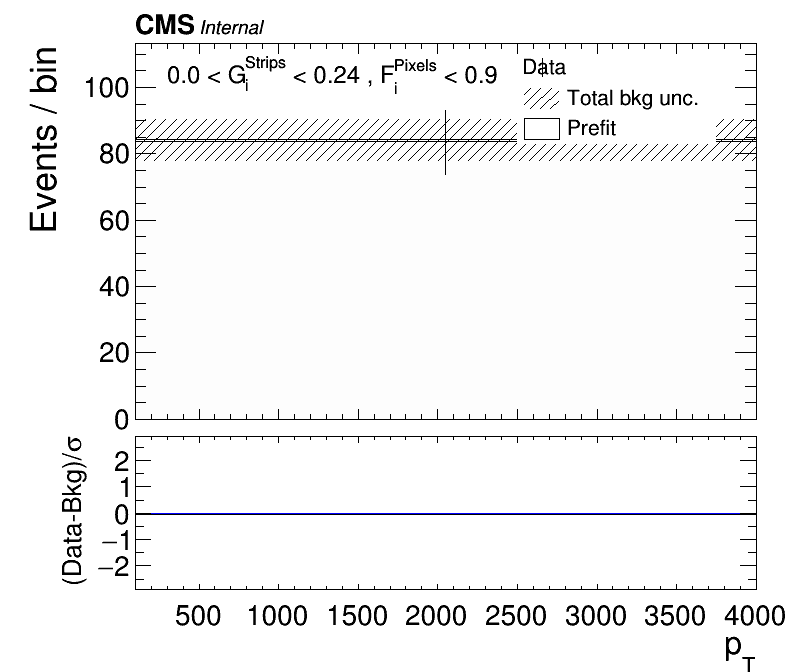 CMS Internal
Events / bin
0.0 < G_i^Strips < 0.24 , F_i^Pixels < 0.9
Data
Total bkg unc.
Prefit
100
80
60
40
20
0
(Data-Bkg)/σ
2
1
0
−1
−2
500 1000 1500 2000 2500 3000 3500 4000
p_T